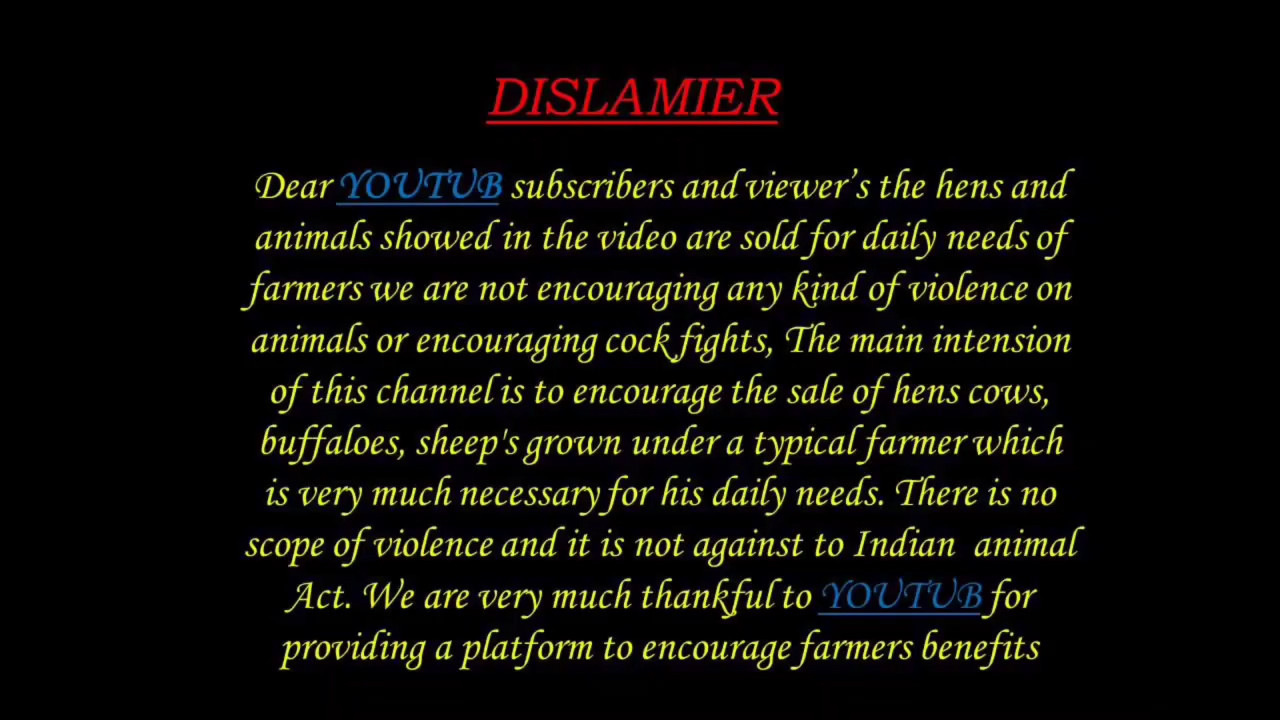 DISLAMIER
Dear YOUTUB subscribers and viewer’s the hens and
animals showed in the video are sold for daily needs of
farmers we are not encouraging any kind of violence on
animals or encouraging cock fights, The main intension
of this channel is to encourage the sale of hens cows,
buffaloes, sheep's grown under a typical farmer which
is very much necessary for his daily needs. There is no
scope of violence and it is not against to Indian animal
Act. We are very much thankful to YOUTUB for
providing a platform to encourage farmers benefits